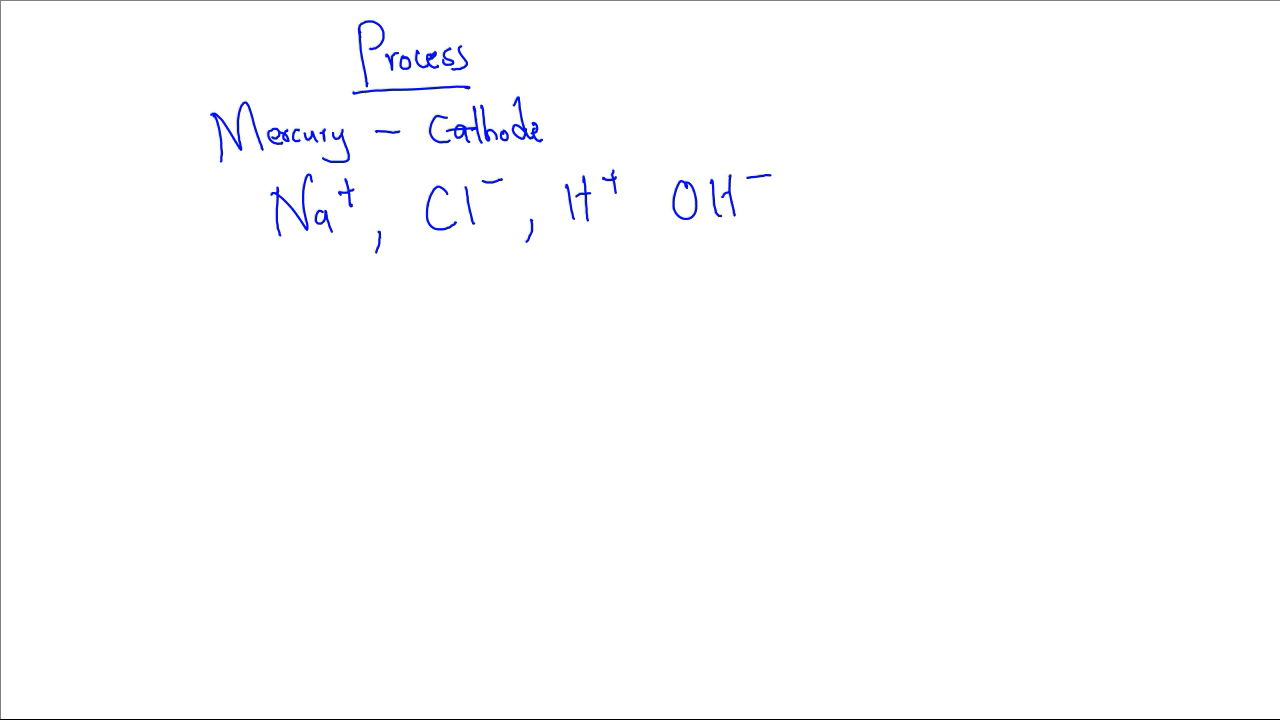 Process
Mercury - Cathode
Na⁺, Cl⁻, H⁺ OH⁻